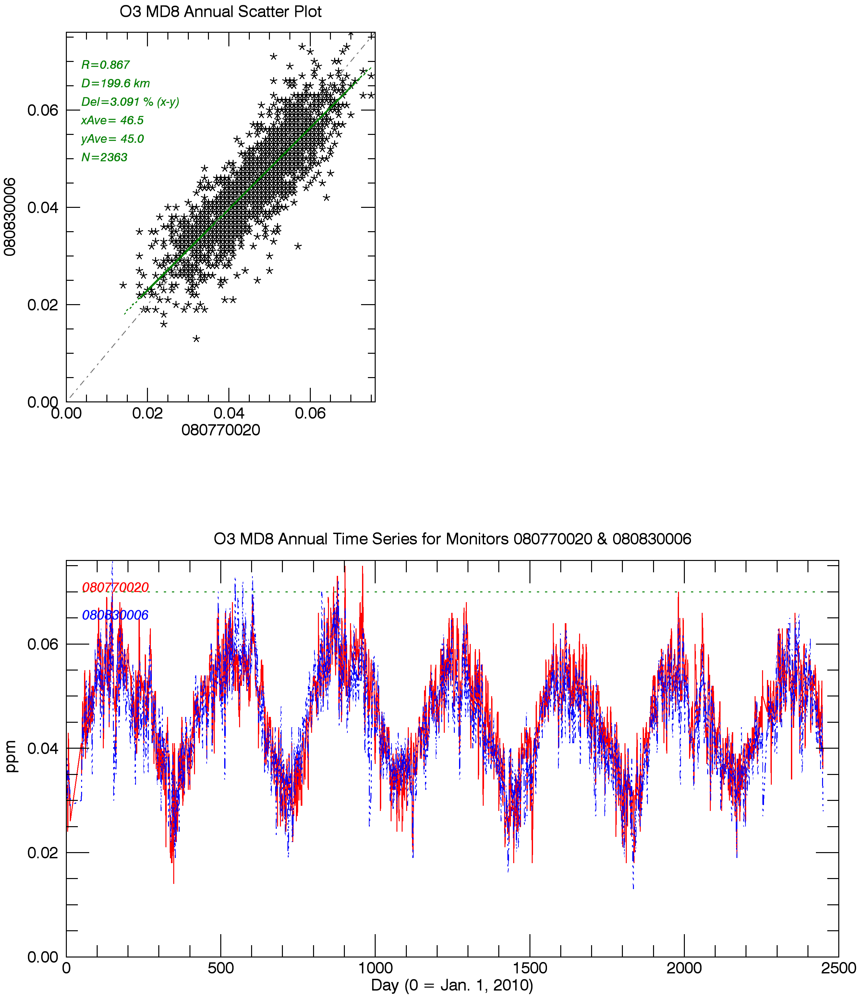 O3 MD8 Annual Scatter Plot
R=0.867
D=199.6 km
Del=3.091 % (x-y)
xAve= 46.5
yAve= 45.0
N=2363
0.06
0.04
0.02
0.00
080830006
0.00 0.02 0.04 0.06
080770020
O3 MD8 Annual Time Series for Monitors 080770020 & 080830006
080770020
080830006
0.06
0.04
0.02
0.00
ppm
0 500 1000 1500 2000 2500
Day (0 = Jan. 1, 2010)